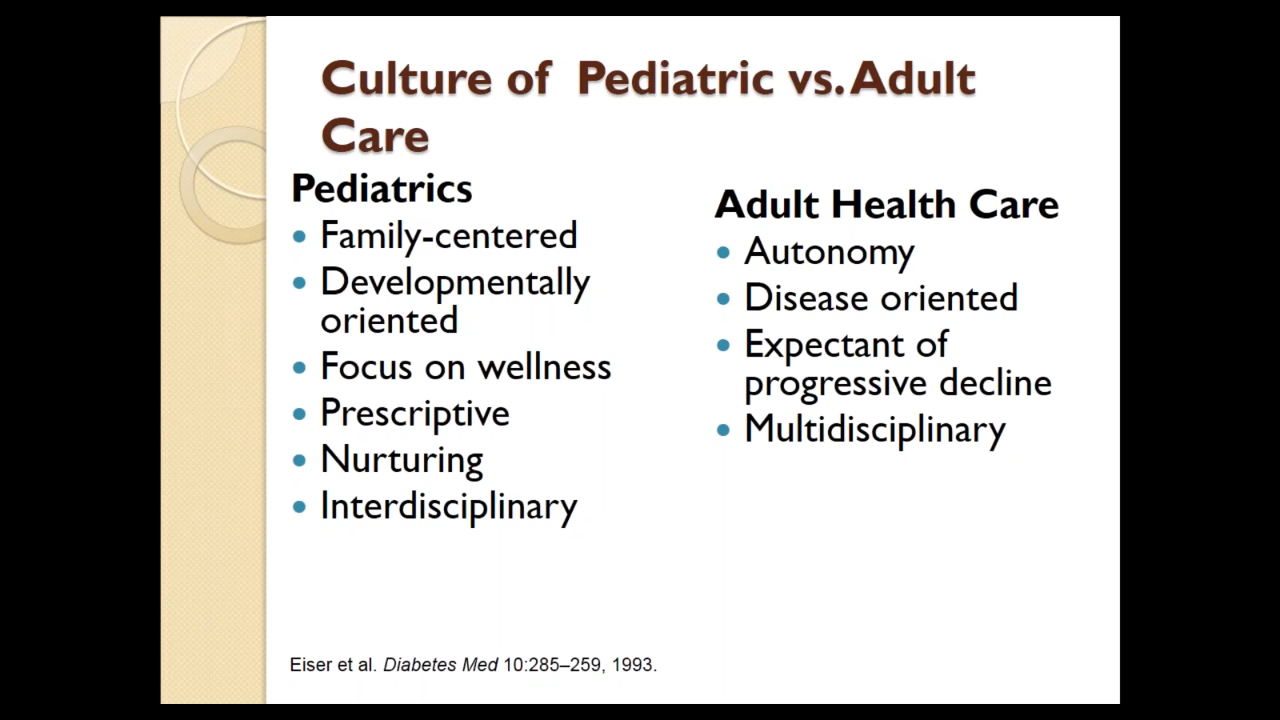 Culture of Pediatric vs. Adult
Care
Pediatrics
Family-centered
Developmentally
oriented
Focus on wellness
Prescriptive
Nurturing
Interdisciplinary
Adult Health Care
Autonomy
Disease oriented
Expectant of
progressive decline
Multidisciplinary
Eiser et al. Diabetes Med 10:285–259, 1993.